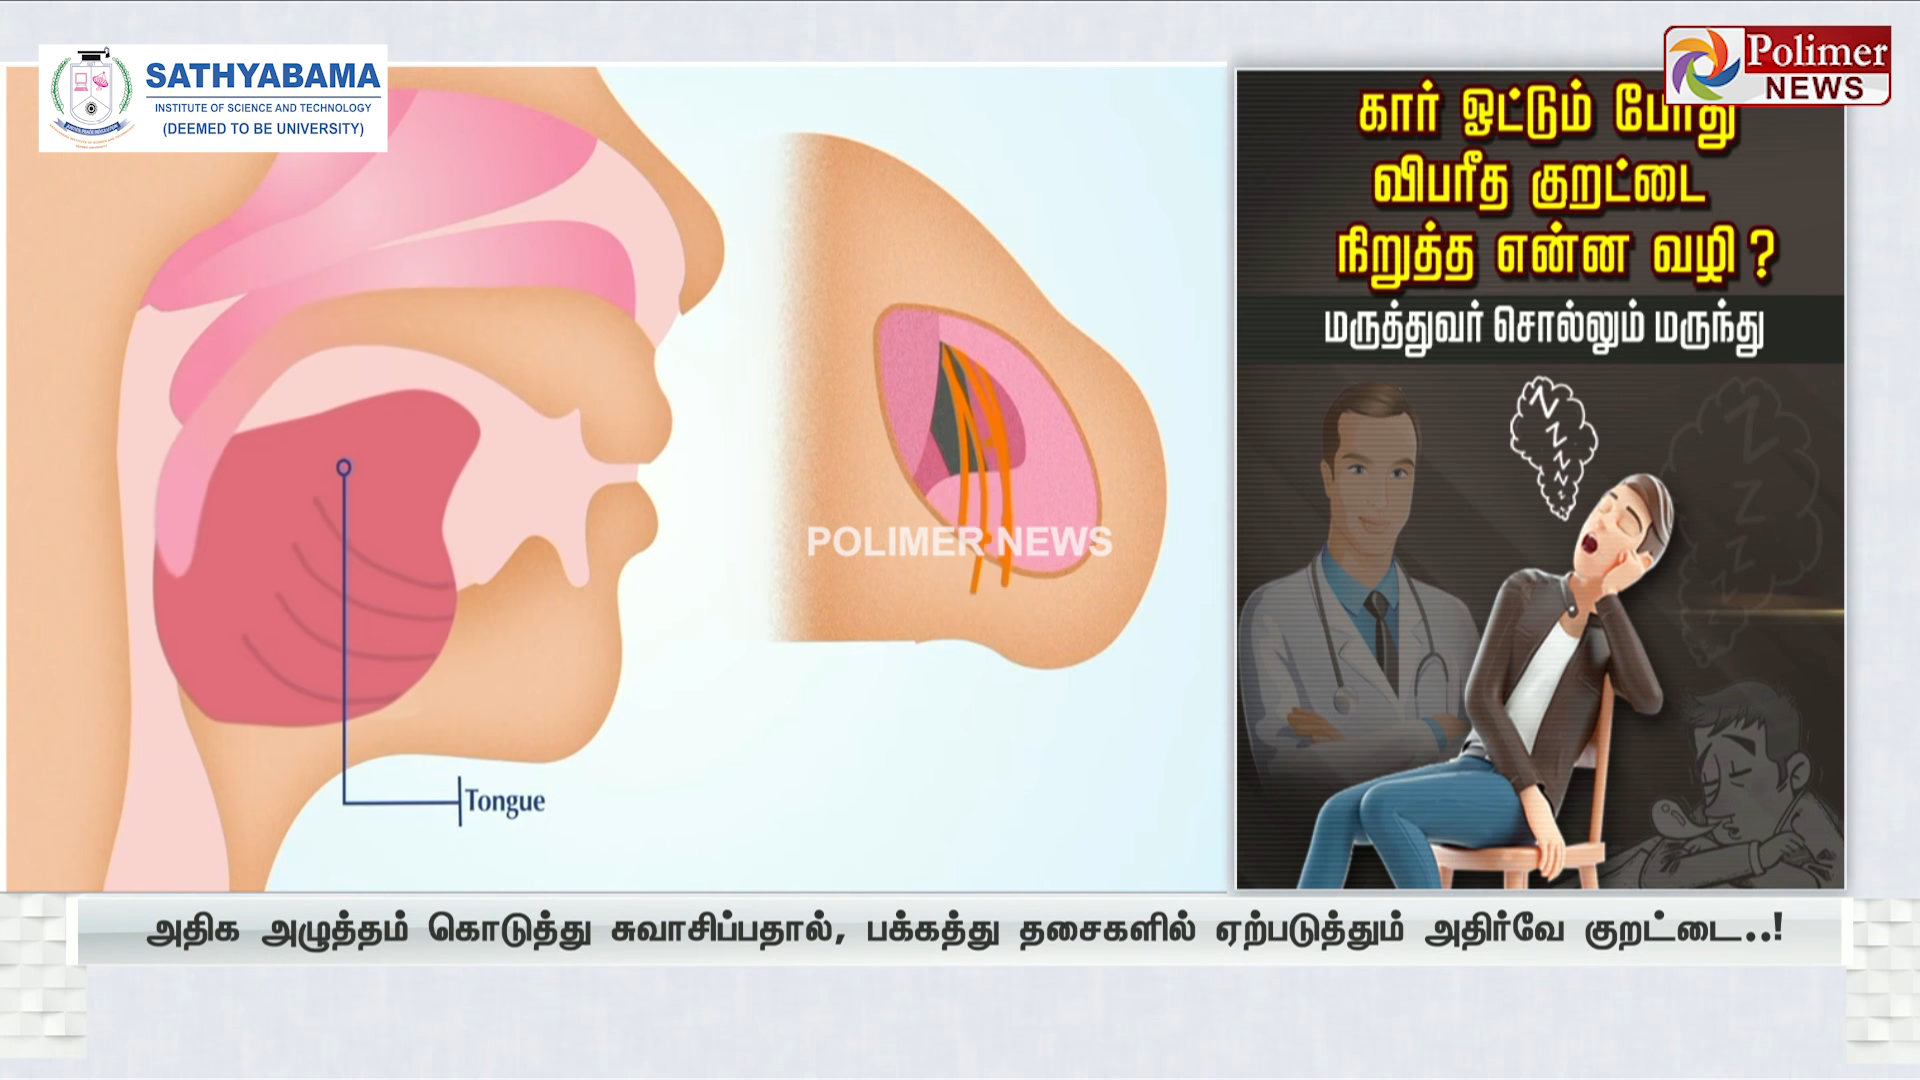 SATHYABAMA
INSTITUTE OF SCIENCE AND TECHNOLOGY
(DEEMED TO BE UNIVERSITY)
Polimer
NEWS
கார் ஓட்டும் போது
விபரீத குறட்டை
நிறுத்த என்ன வழி ?
மருத்துவர் சொல்லும் மருந்து
POLIMER NEWS
Tongue
அதிக அழுத்தம் கொடுத்து சுவாசிப்பதால், பக்கத்து தசைகளில் ஏற்படுத்தும் அதிர்வே குறட்டை..!